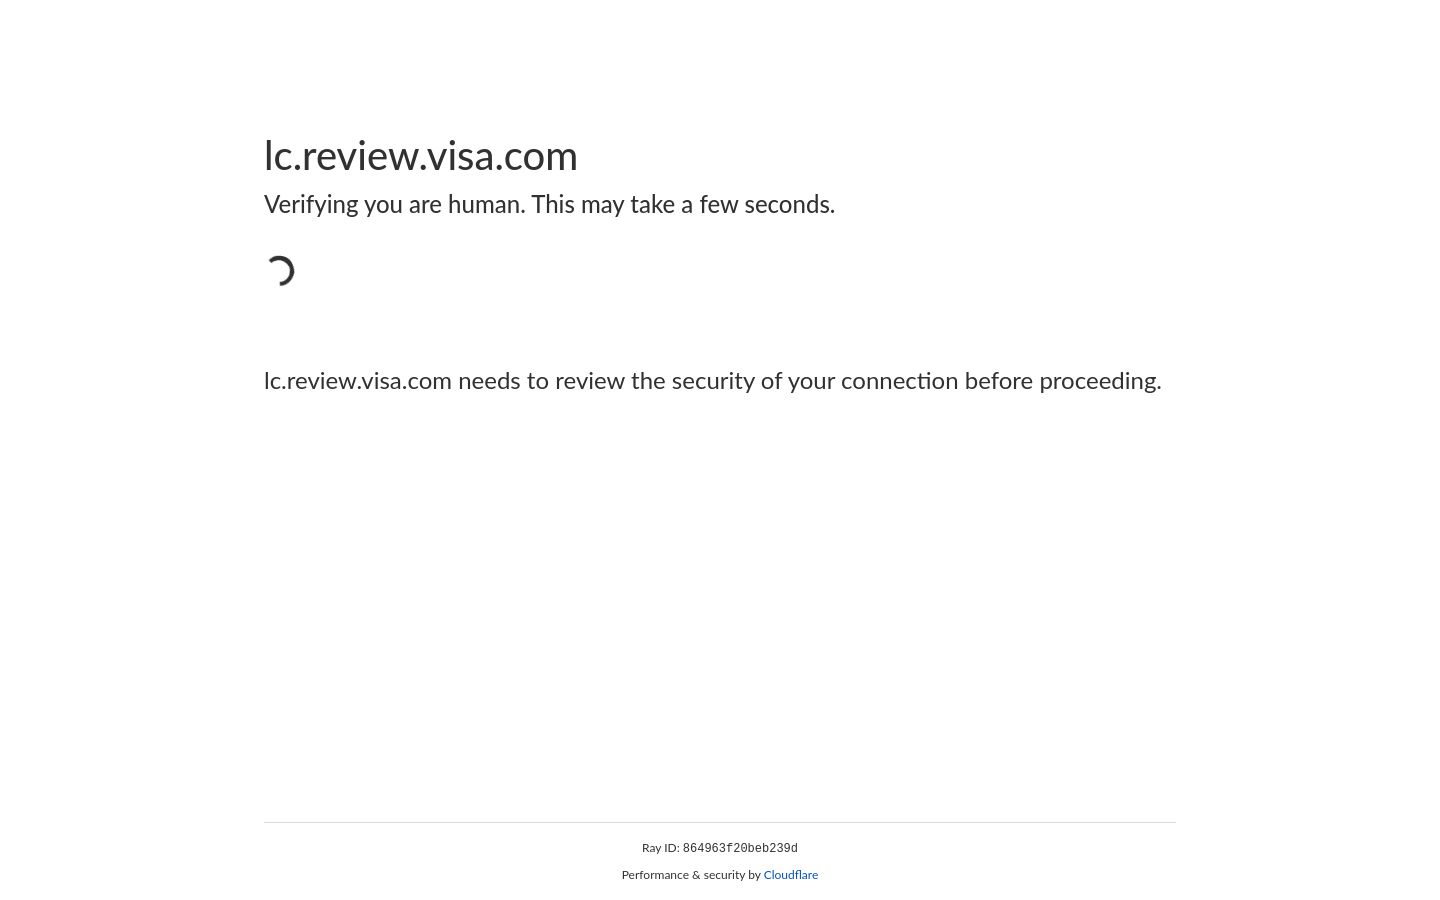 lc.review.visa.com
Verifying you are human. This may take a few seconds.
lc.review.visa.com needs to review the security of your connection before proceeding.
Ray ID: 864963f20beb239d
Performance & security by Cloudflare